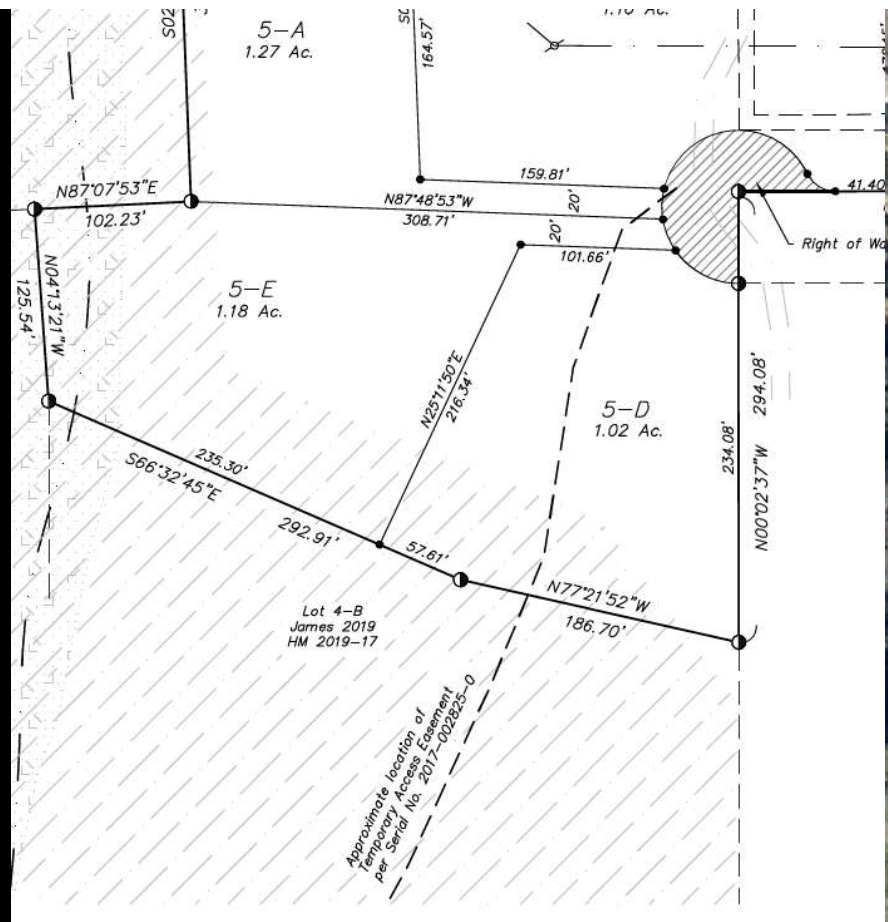 S02
5-A
1.27 Ac.
164.57'
N87°07'53"E
102.23'
159.81'
N87°48'53"W
308.71'
20'
20'
101.66'
41.40
Right of Wa
N04°13'21"W
125.54'
5-E
1.18 Ac.
N25°11'50"E
216.34'
5-D
1.02 Ac.
234.08'
N00°02'37"W 294.08'
235.30'
S66°32'45"E
292.91'
57.61'
N77°21'52"W
186.70'
Lot 4-B
James 2019
HM 2019-17
Approximate location of
Temporary Access Easement
per Serial No. 2017-002825-0